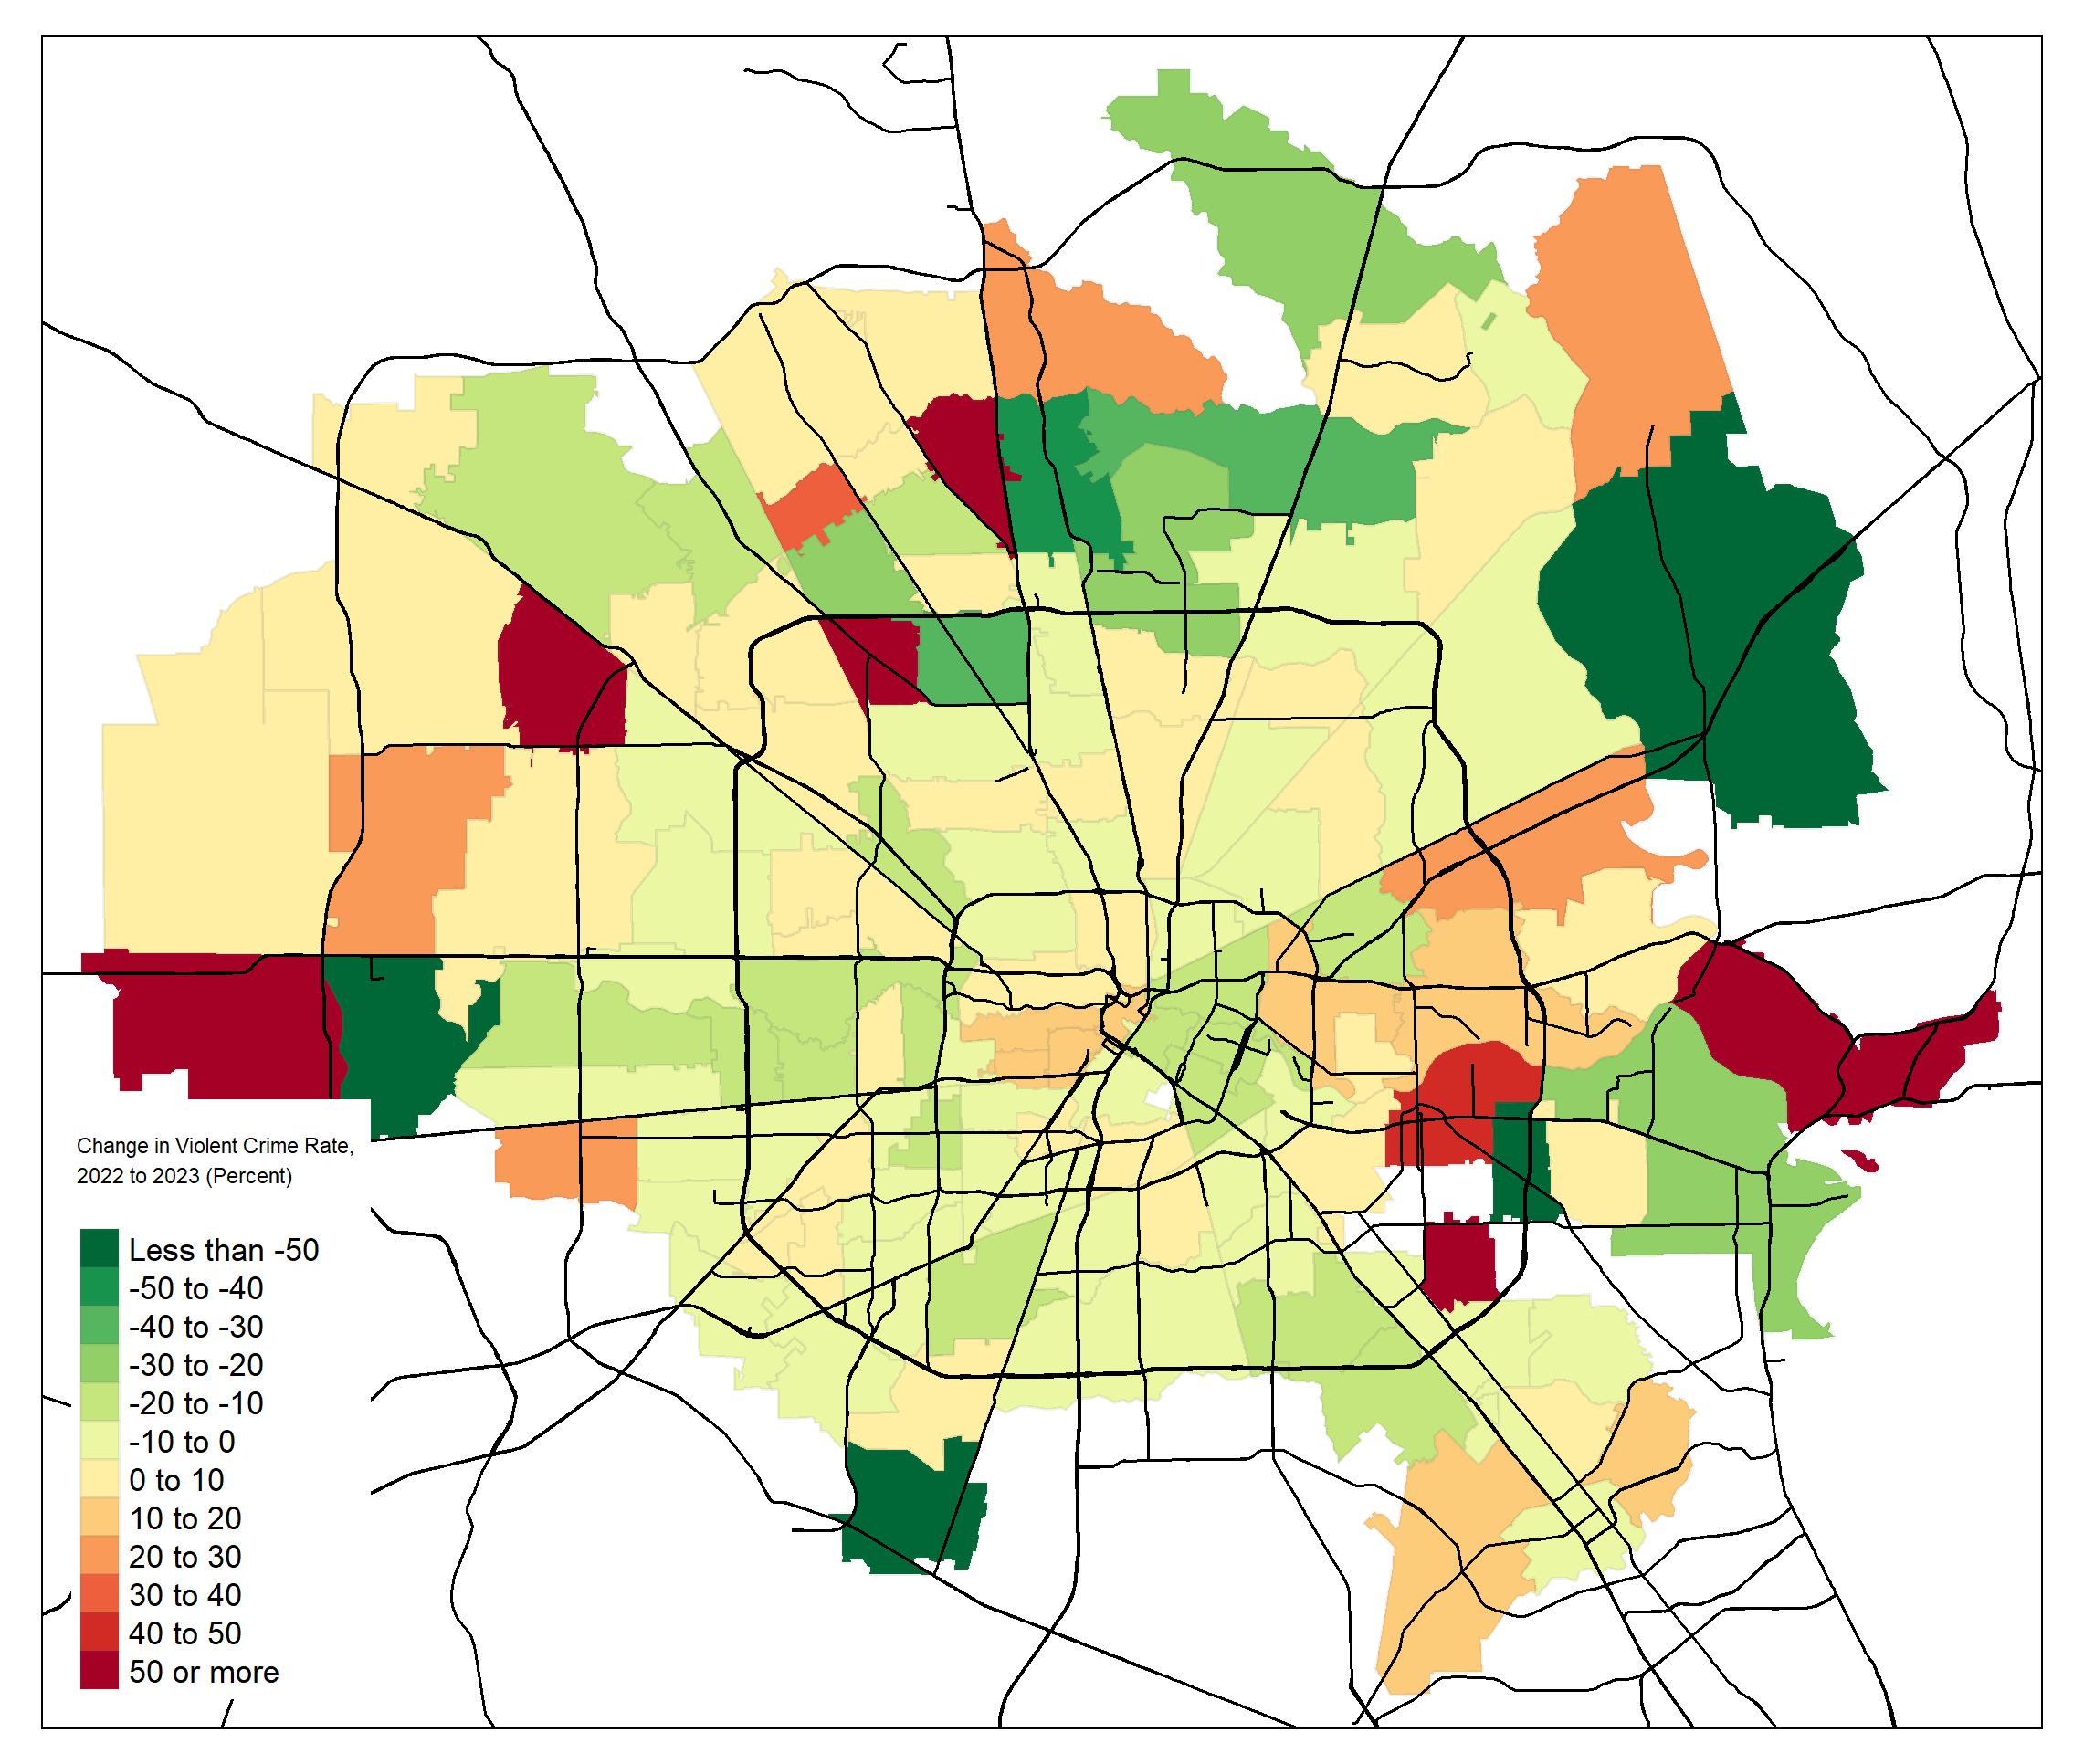 Change in Violent Crime Rate,
2022 to 2023 (Percent)
Less than -50
-50 to -40
-40 to -30
-30 to -20
-20 to -10
-10 to 0
0 to 10
10 to 20
20 to 30
30 to 40
40 to 50
50 or more